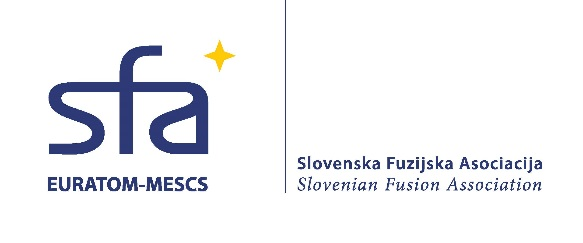 sfa
EURATOM-MESCS
Slovenska Fuzijska Asociacija
Slovenian Fusion Association